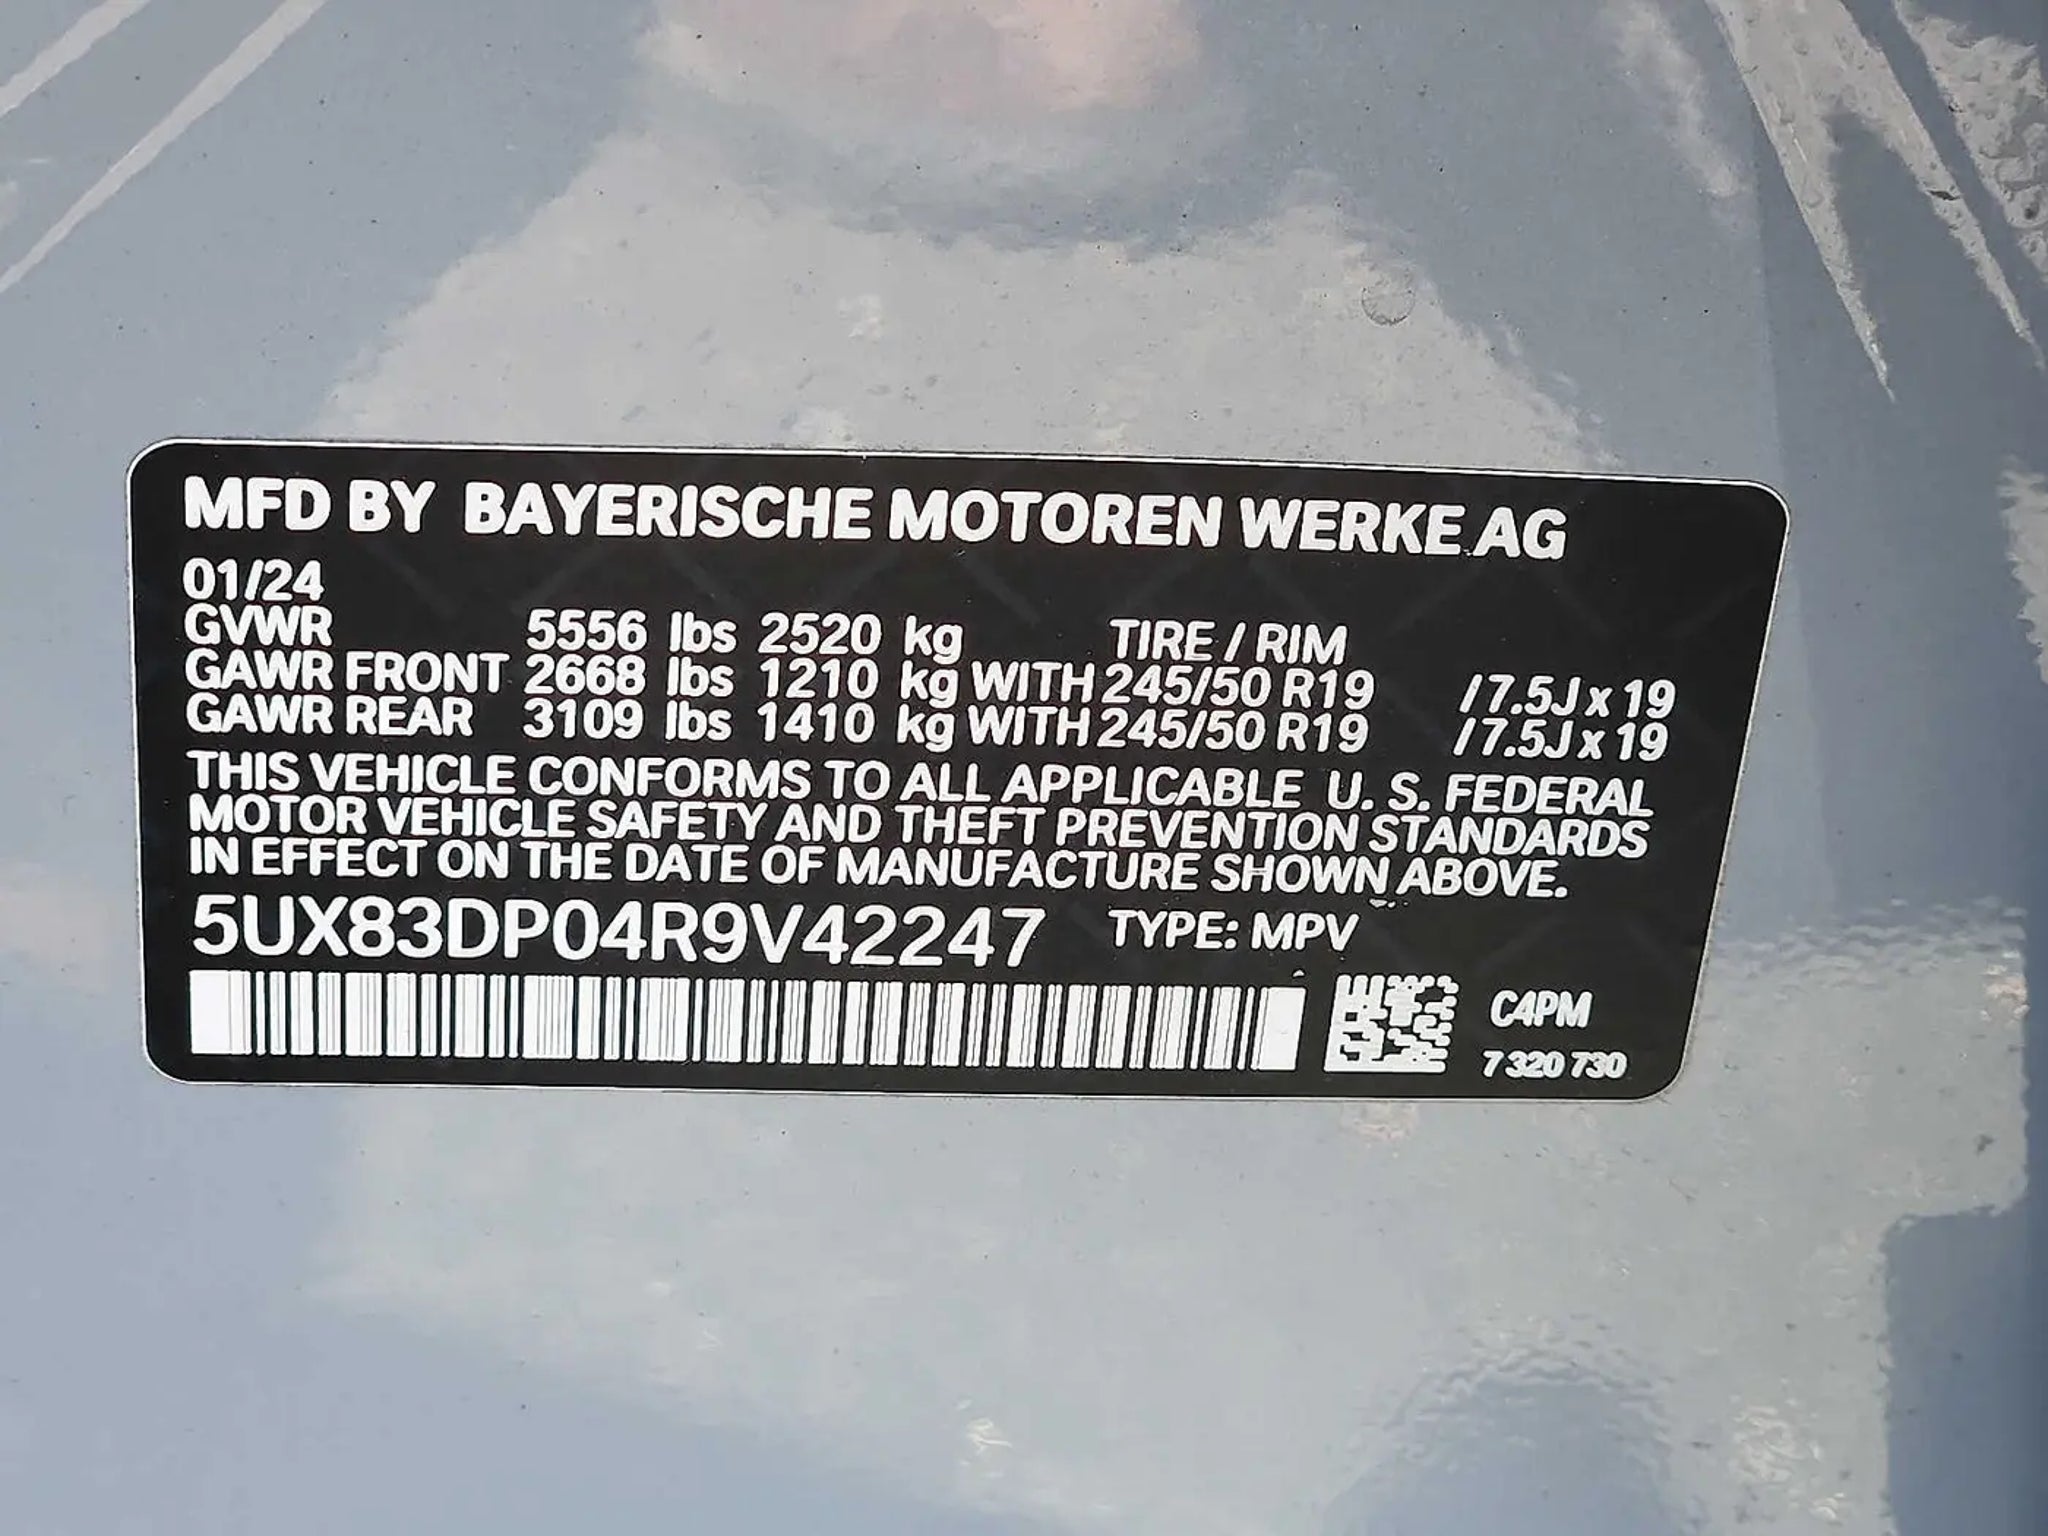 MFD BY BAYERISCHE MOTOREN WERKE AG
01/24
GVWR 5556 lbs 2520 kg TIRE / RIM
GAWR FRONT 2668 lbs 1210 kg WITH 245/50 R19 /7.5J x 19
GAWR REAR 3109 lbs 1410 kg WITH 245/50 R19 /7.5J x 19
THIS VEHICLE CONFORMS TO ALL APPLICABLE U. S. FEDERAL
MOTOR VEHICLE SAFETY AND THEFT PREVENTION STANDARDS
IN EFFECT ON THE DATE OF MANUFACTURE SHOWN ABOVE.
5UX83DP04R9V42247 TYPE: MPV
C4PM
7 320 730